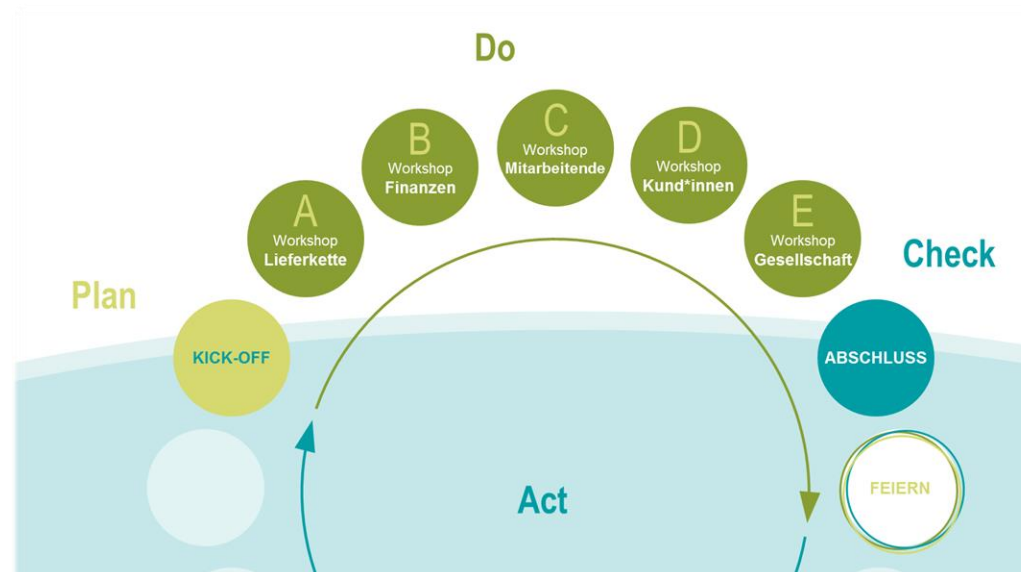 Do
A
Workshop
Lieferkette
B
Workshop
Finanzen
C
Workshop
Mitarbeitende
D
Workshop
Kund*innen
E
Workshop
Gesellschaft
Plan
Check
KICK-OFF
ABSCHLUSS
FEIERN
Act